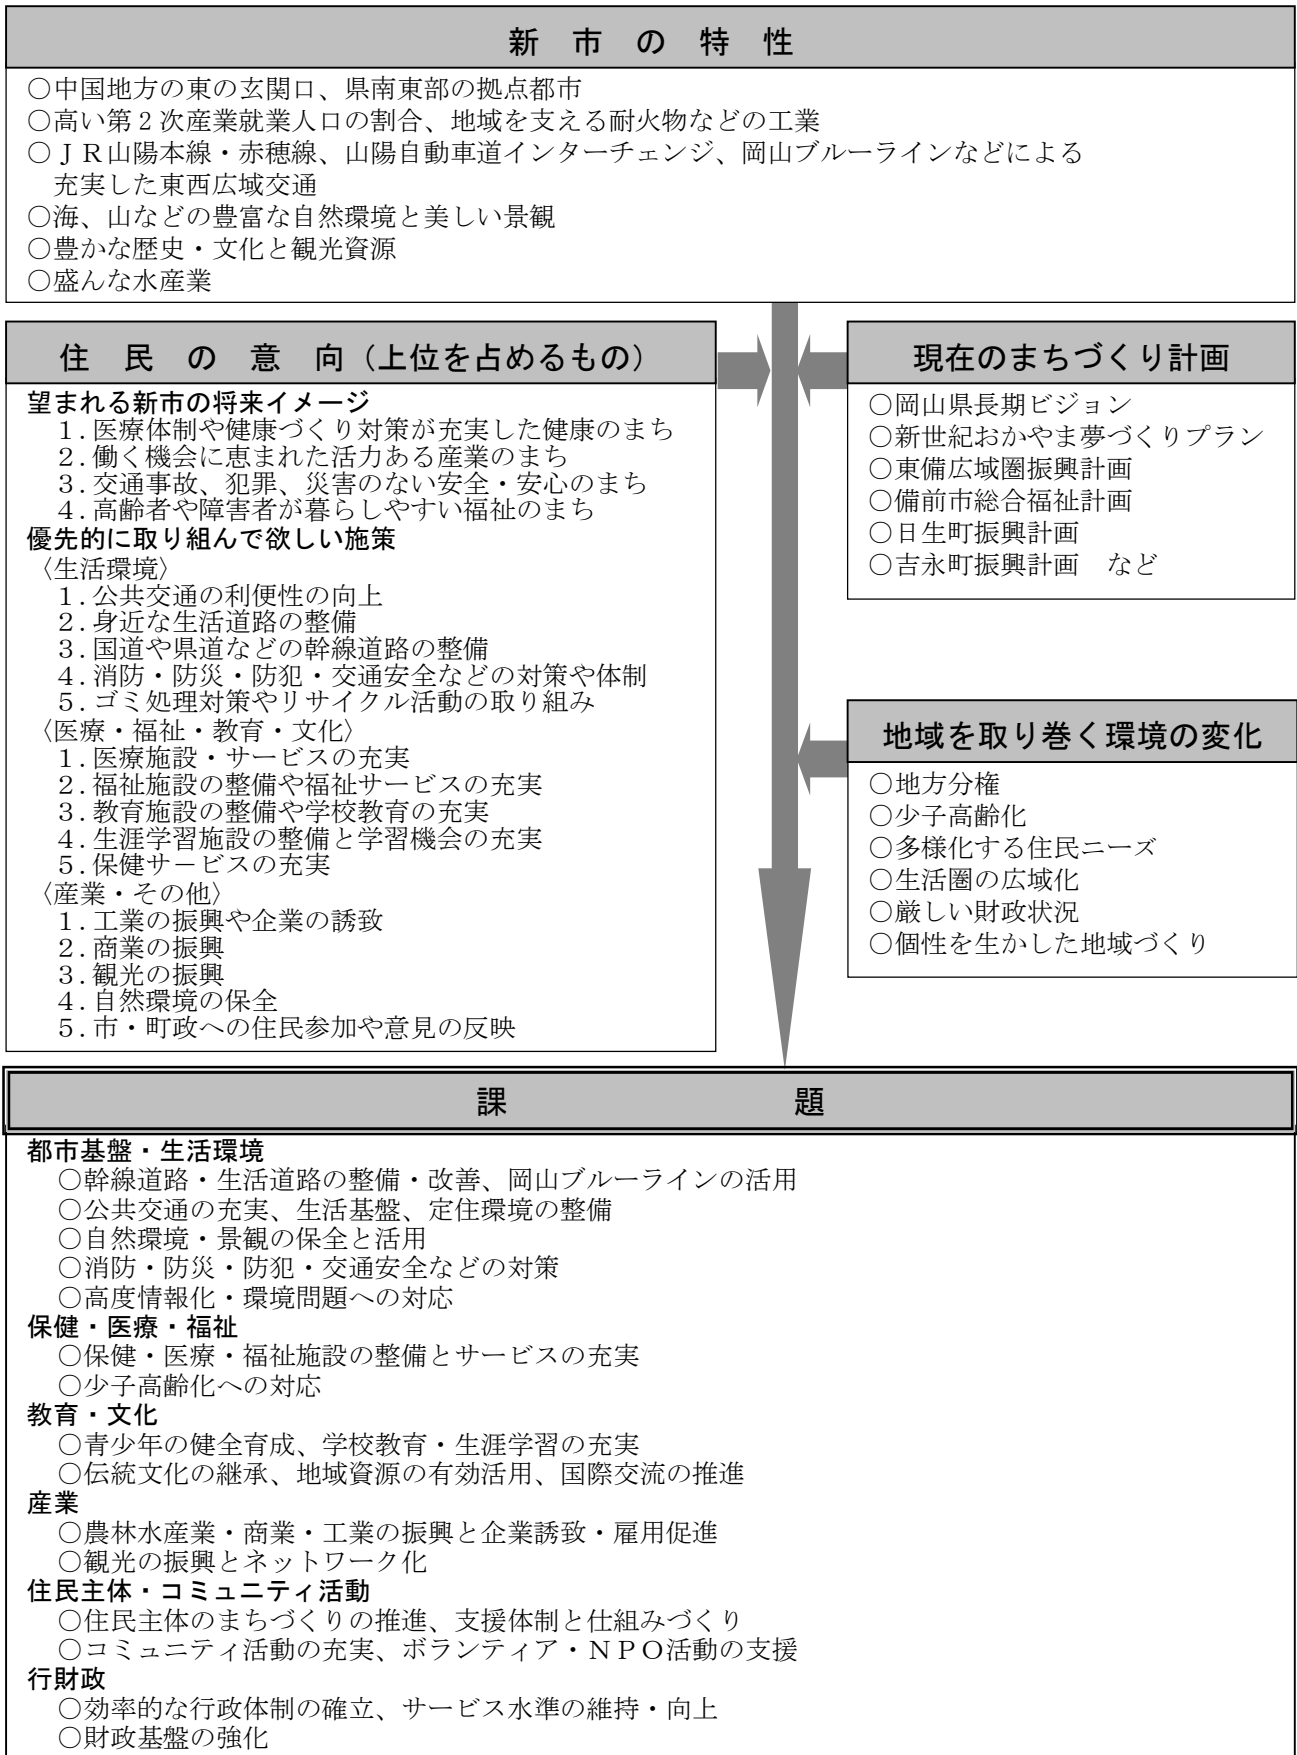 新 市 の 特 性
○中国地方の東の玄関口、県南東部の拠点都市
○高い第２次産業就業人口の割合、地域を支える耐火物などの工業
○ＪＲ山陽本線・赤穂線、山陽自動車道インターチェンジ、岡山ブルーラインなどによる
充実した東西広域交通
○海、山などの豊富な自然環境と美しい景観
○豊かな歴史・文化と観光資源
○盛んな水産業
住 民 の 意 向（上位を占めるもの）
望まれる新市の将来イメージ
１.医療体制や健康づくり対策が充実した健康のまち
２.働く機会に恵まれた活力ある産業のまち
３.交通事故、犯罪、災害のない安全・安心のまち
４.高齢者や障害者が暮らしやすい福祉のまち
優先的に取り組んで欲しい施策
〈生活環境〉
１.公共交通の利便性の向上
２.身近な生活道路の整備
３.国道や県道などの幹線道路の整備
４.消防・防災・防犯・交通安全などの対策や体制
５.ゴミ処理対策やリサイクル活動の取り組み
〈医療・福祉・教育・文化〉
１.医療施設・サービスの充実
２.福祉施設の整備や福祉サービスの充実
３.教育施設の整備や学校教育の充実
４.生涯学習施設の整備と学習機会の充実
５.保健サービスの充実
〈産業・その他〉
１.工業の振興や企業の誘致
２.商業の振興
３.観光の振興
４.自然環境の保全
５.市・町政への住民参加や意見の反映
現在のまちづくり計画
○岡山県長期ビジョン
○新世紀おかやま夢づくりプラン
○東備広域圏振興計画
○備前市総合福祉計画
○日生町振興計画
○吉永町振興計画　など
地域を取り巻く環境の変化
○地方分権
○少子高齢化
○多様化する住民ニーズ
○生活圏の広域化
○厳しい財政状況
○個性を生かした地域づくり
課 題
都市基盤・生活環境
○幹線道路・生活道路の整備・改善、岡山ブルーラインの活用
○公共交通の充実、生活基盤、定住環境の整備
○自然環境・景観の保全と活用
○消防・防災・防犯・交通安全などの対策
○高度情報化・環境問題への対応
保健・医療・福祉
○保健・医療・福祉施設の整備とサービスの充実
○少子高齢化への対応
教育・文化
○青少年の健全育成、学校教育・生涯学習の充実
○伝統文化の継承、地域資源の有効活用、国際交流の推進
産業
○農林水産業・商業・工業の振興と企業誘致・雇用促進
○観光の振興とネットワーク化
住民主体・コミュニティ活動
○住民主体のまちづくりの推進、支援体制と仕組みづくり
○コミュニティ活動の充実、ボランティア・ＮＰＯ活動の支援
行財政
○効率的な行政体制の確立、サービス水準の維持・向上
○財政基盤の強化